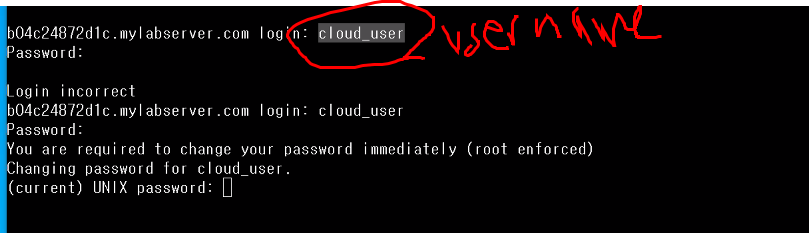 b04c24872d1c.mylabserver.com login: cloud_user
username
Password:
Login incorrect
b04c24872d1c.mylabserver.com login: cloud_user
Password:
You are required to change your password immediately (root enforced)
Changing password for cloud_user.
(current) UNIX password: